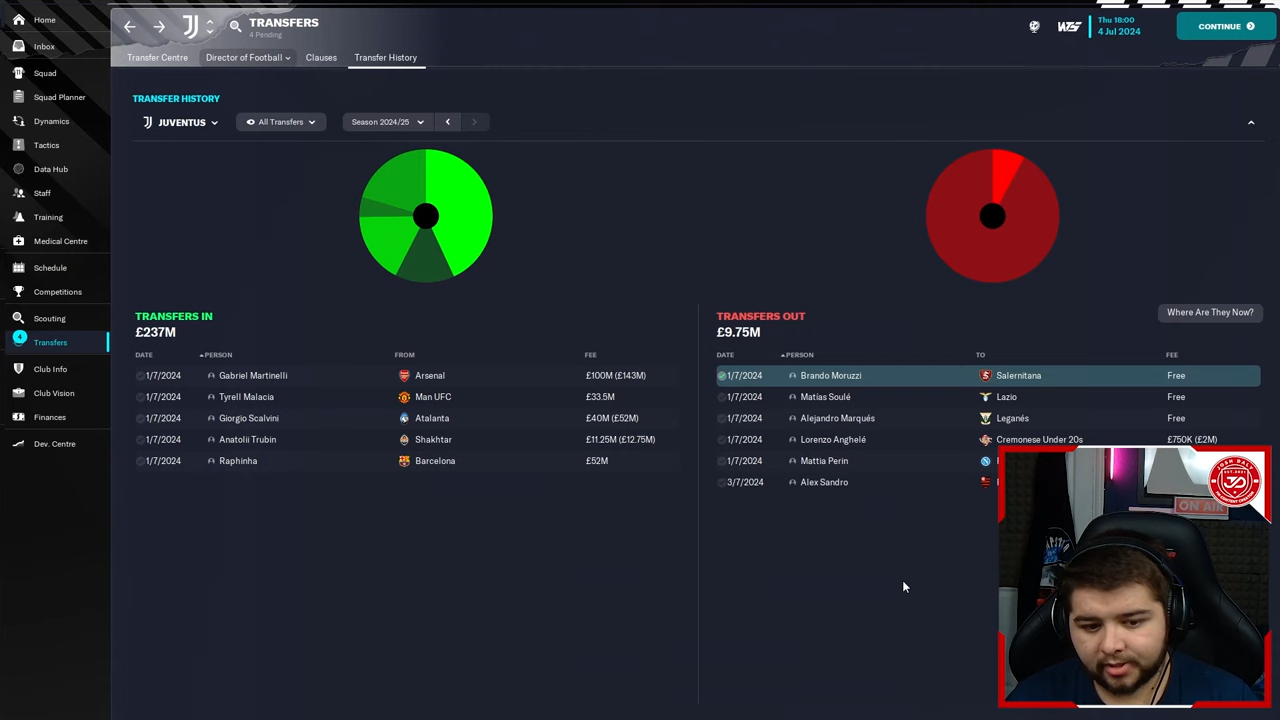 Home
Inbox
Squad
Squad Planner
Dynamics
Tactics
Data Hub
Staff
Training
Medical Centre
Schedule
Competitions
Scouting
4
Transfers
Club Info
Club Vision
Finances
Dev. Centre
TRANSFERS
4 Pending
Thu 18:00
4 Jul 2024
CONTINUE
Transfer Centre Director of Football Clauses Transfer History
TRANSFER HISTORY
JUVENTUS All Transfers Season 2024/25
TRANSFERS IN
£237M
DATE PERSON FROM FEE
1/7/2024 Gabriel Martinelli Arsenal £100M (£143M)
1/7/2024 Tyrell Malacia Man UFC £33.5M
1/7/2024 Giorgio Scalvini Atalanta £40M (£52M)
1/7/2024 Anatolii Trubin Shakhtar £11.25M (£12.75M)
1/7/2024 Raphinha Barcelona £52M
TRANSFERS OUT
£9.75M
Where Are They Now?
DATE PERSON TO FEE
1/7/2024 Brando Moruzzi Salernitana Free
1/7/2024 Matías Soulé Lazio Free
1/7/2024 Alejandro Marqués Leganés Free
1/7/2024 Lorenzo Anghelé Cremonese Under 20s £750K (£2M)
1/7/2024 Mattia Perin
3/7/2024 Alex Sandro
JOSH DALY
JD
ON AIR